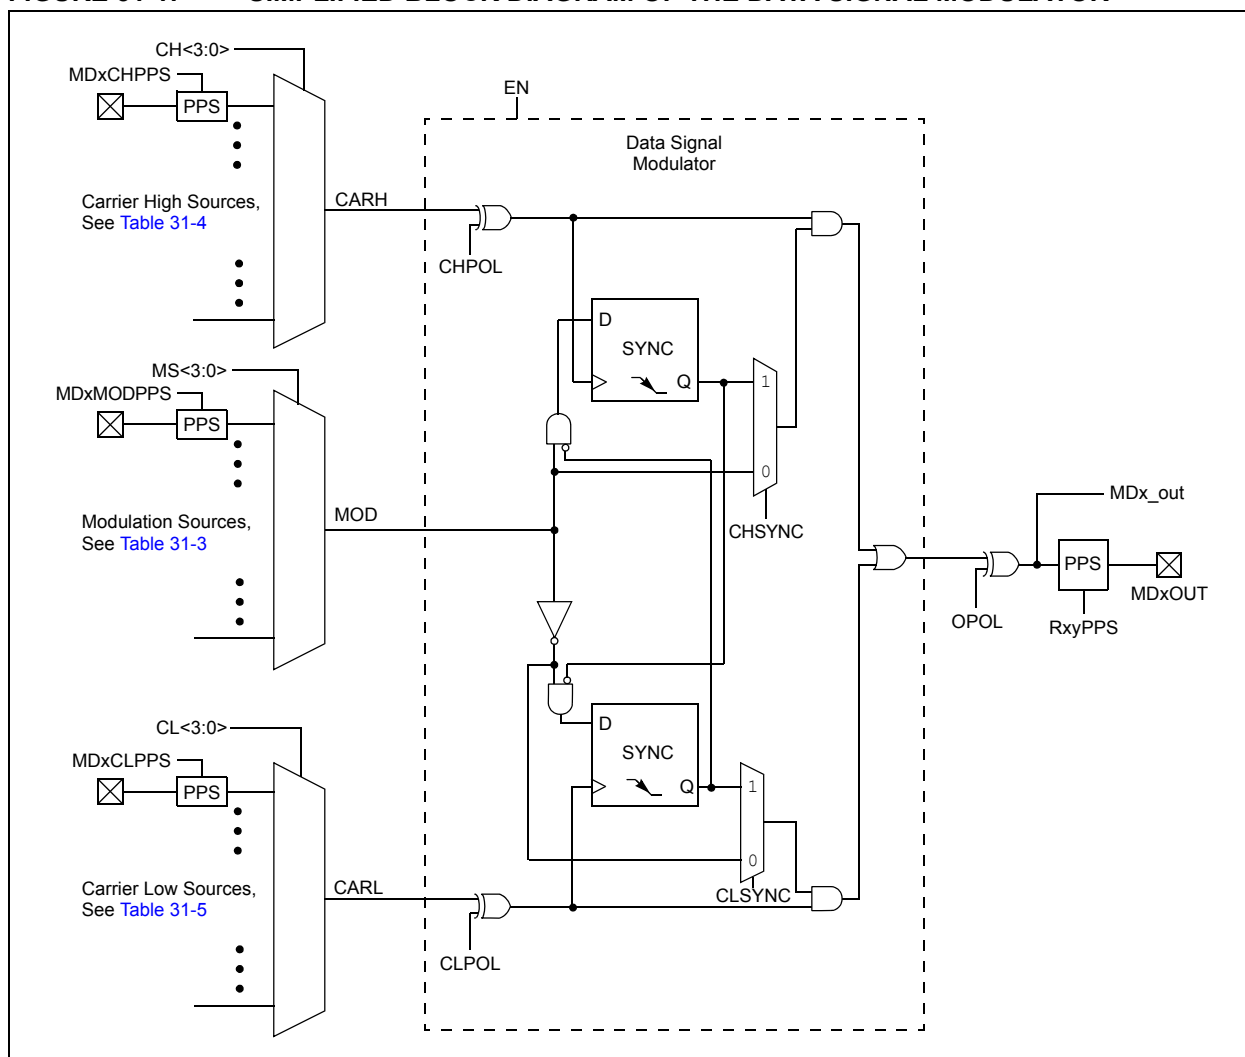 CH<3:0>
MDxCHPPS
PPS
Carrier High Sources,
See Table 31-4
CARH
CHPOL
EN
Data Signal
Modulator
D
SYNC
Q
1
0
CHSYNC
MS<3:0>
MDxMODPPS
PPS
Modulation Sources,
See Table 31-3
MOD
MDx_out
PPS
MDxOUT
OPOL
RxyPPS
CL<3:0>
MDxCLPPS
PPS
Carrier Low Sources,
See Table 31-5
CARL
CLPOL
D
SYNC
Q
1
0
CLSYNC